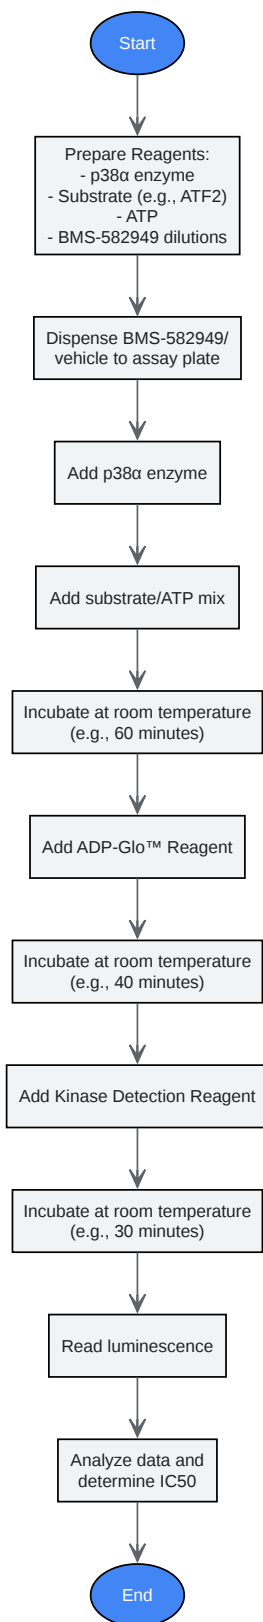 Start
Prepare Reagents:
- p38α enzyme
- Substrate (e.g., ATF2)
- ATP
- BMS-582949 dilutions
Dispense BMS-582949/
vehicle to assay plate
Add p38α enzyme
Add substrate/ATP mix
Incubate at room temperature
(e.g., 60 minutes)
Add ADP-Glo™ Reagent
Incubate at room temperature
(e.g., 40 minutes)
Add Kinase Detection Reagent
Incubate at room temperature
(e.g., 30 minutes)
Read luminescence
Analyze data and
determine IC50
End